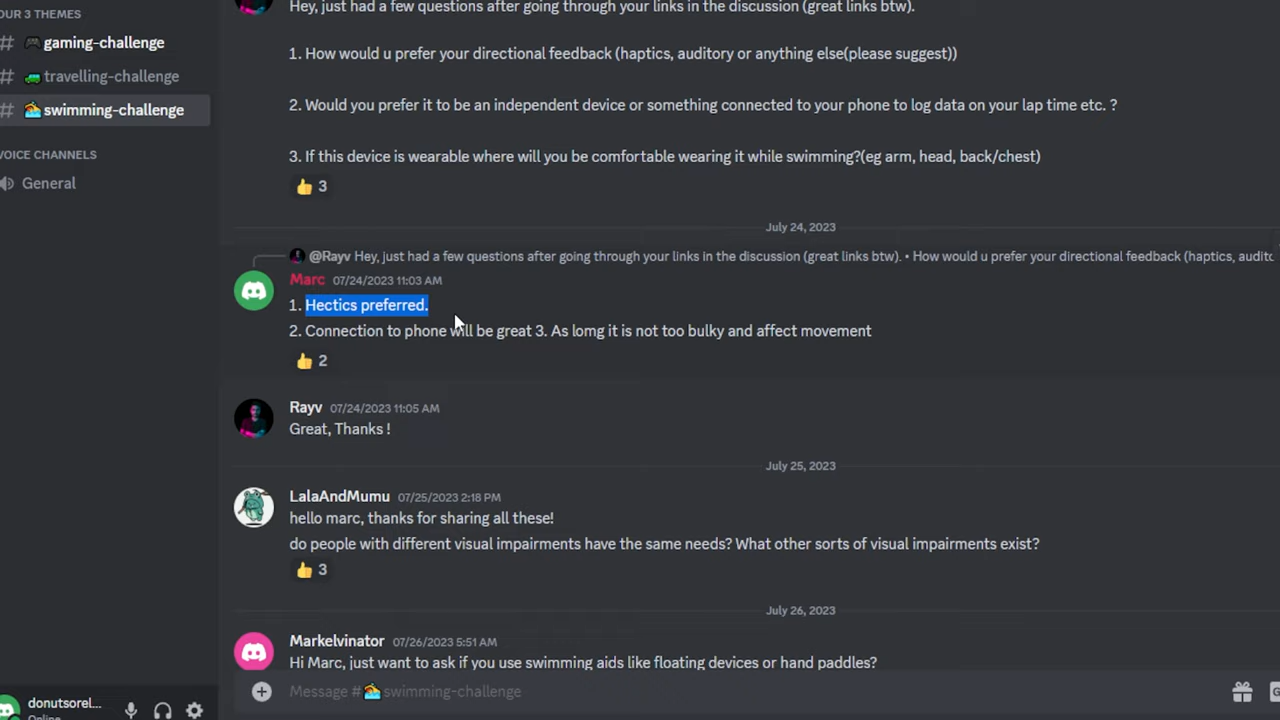 OUR 3 THEMES
# gaming-challenge
# travelling-challenge
# swimming-challenge
VOICE CHANNELS
General
donutsorel...
Online
Hey, just had a few questions after going through your links in the discussion (great links btw).
1. How would u prefer your directional feedback (haptics, auditory or anything else(please suggest))
2. Would you prefer it to be an independent device or something connected to your phone to log data on your lap time etc. ?
3. If this device is wearable where will you be comfortable wearing it while swimming?(eg arm, head, back/chest)
👍 3
July 24, 2023
@Rayv Hey, just had a few questions after going through your links in the discussion (great links btw). • How would u prefer your directional feedback (haptics,
Marc 07/24/2023 11:03 AM
1. Hectics preferred.
2. Connection to phone will be great 3. As lomg it is not too bulky and affect movement
👍 2
Rayv 07/24/2023 11:05 AM
Great, Thanks !
July 25, 2023
LalaAndMumu 07/25/2023 2:18 PM
hello marc, thanks for sharing all these!
do people with different visual impairments have the same needs? What other sorts of visual impairments exist?
👍 3
July 26, 2023
Markelvinator 07/26/2023 5:51 AM
Hi Marc, just want to ask if you use swimming aids like floating devices or hand paddles?
Message # swimming-challenge